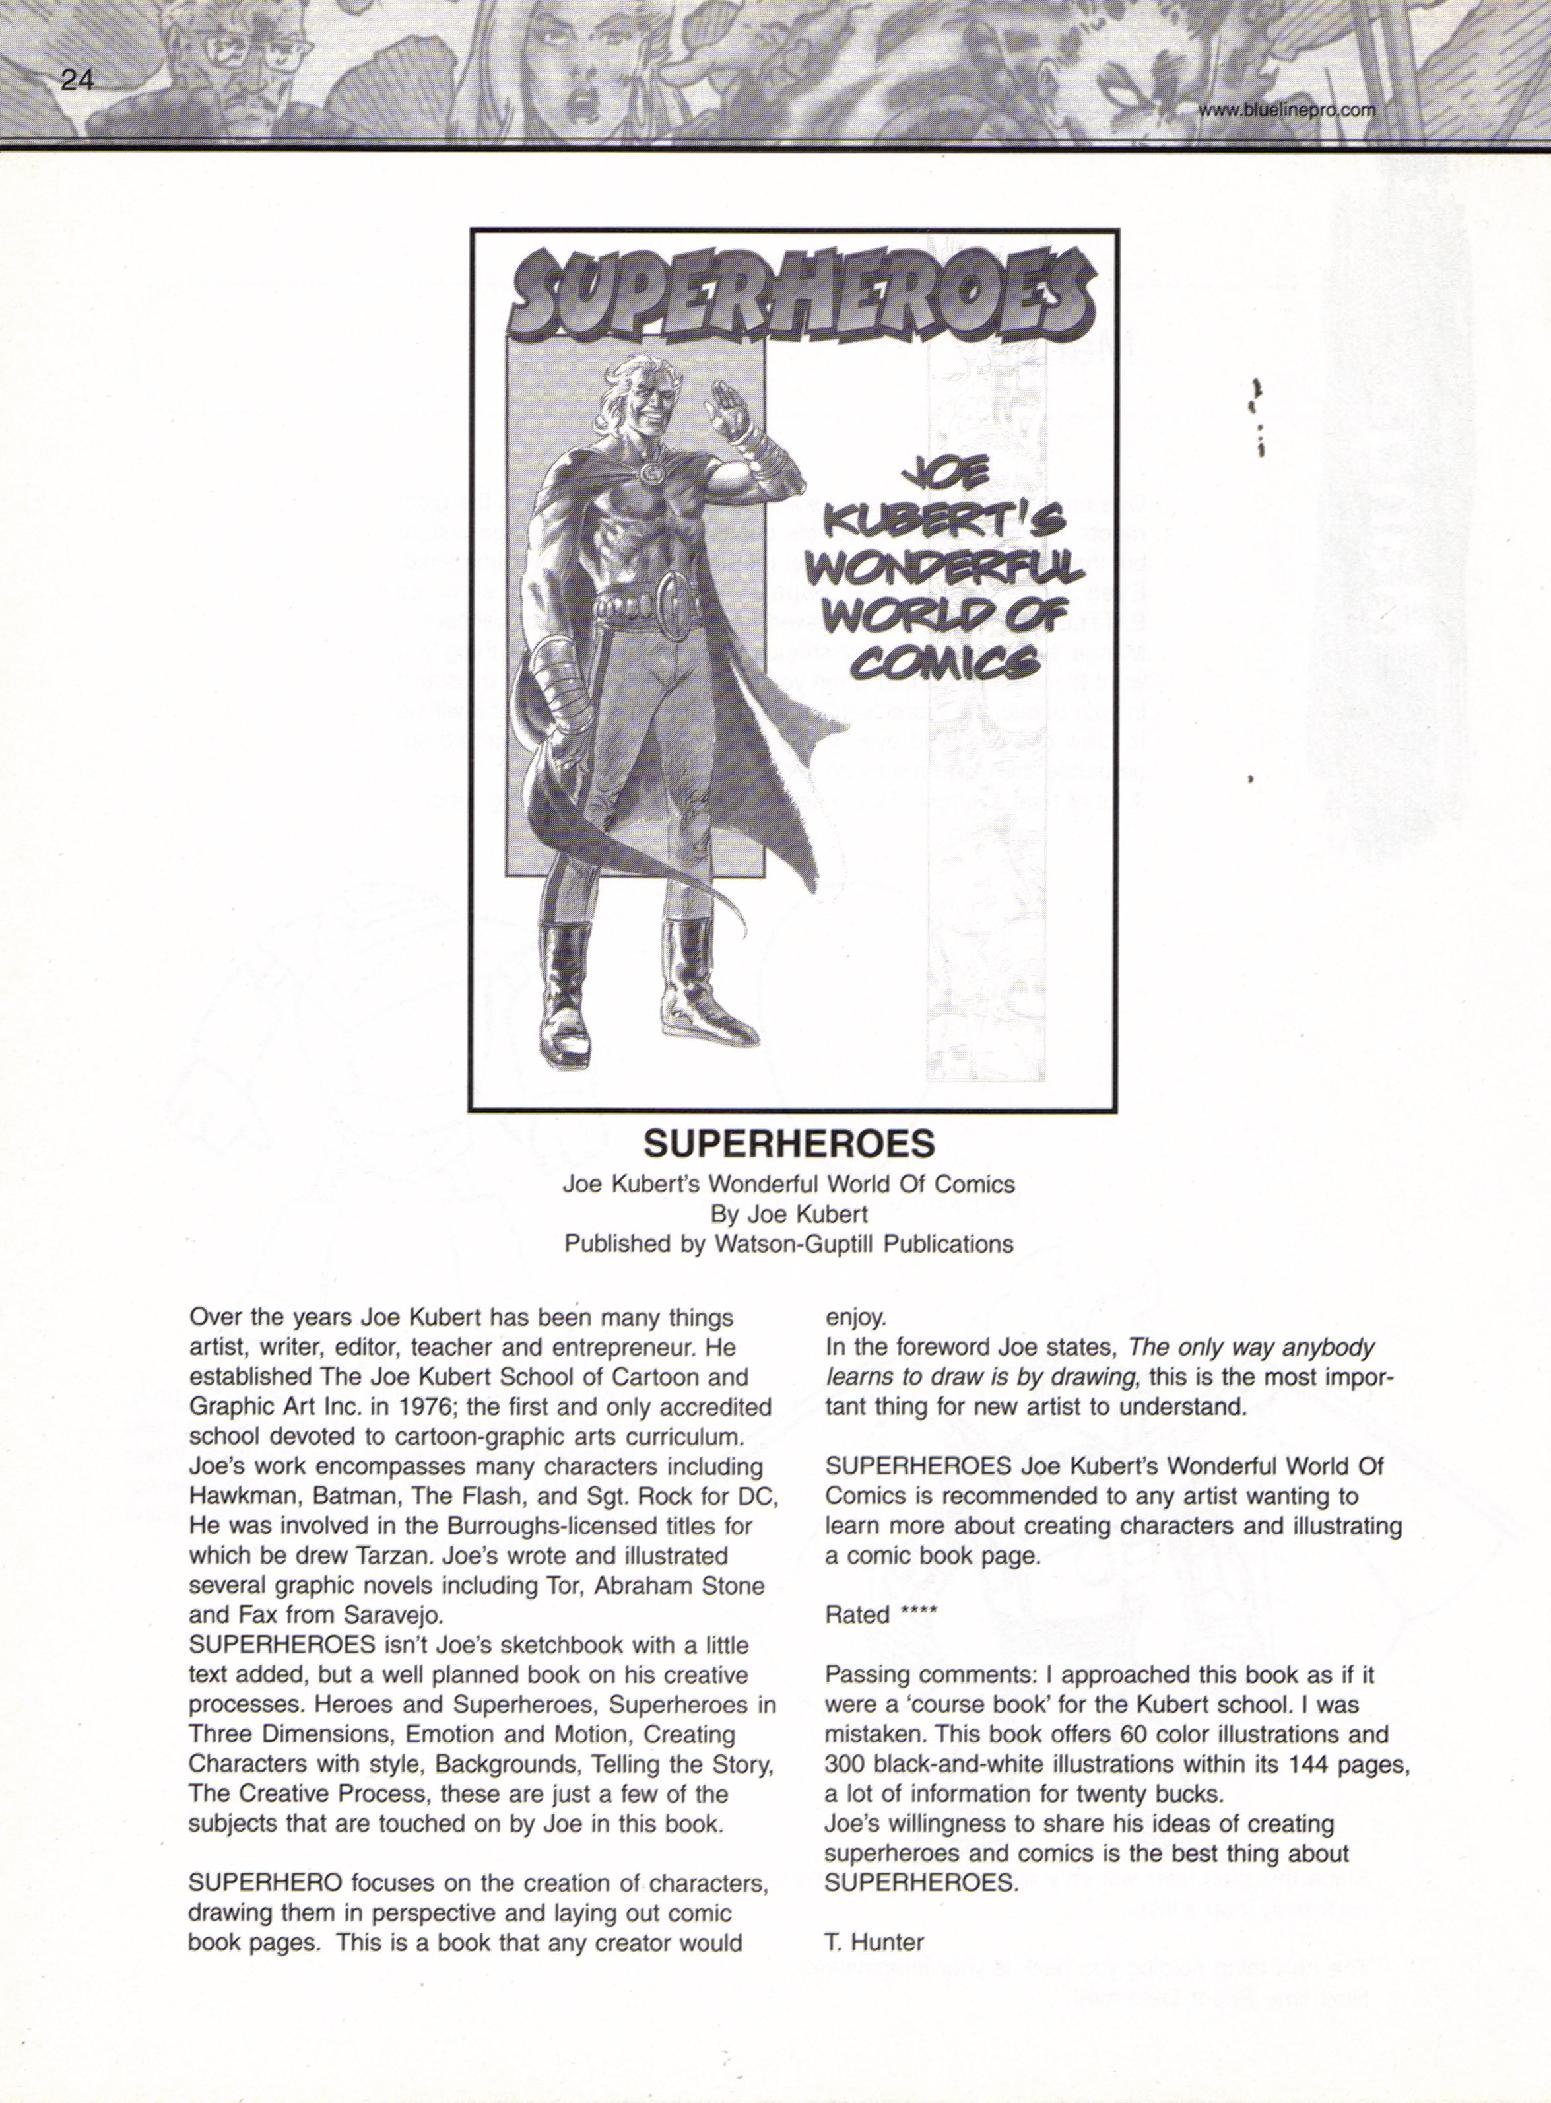 24
www.bluelinepro.com
SUPERHEROES
JOE
KUBERT'S
WONDERFUL
WORLD OF
COMICS
SUPERHEROES
Joe Kubert's Wonderful World Of Comics
By Joe Kubert
Published by Watson-Guptill Publications
Over the years Joe Kubert has been many things
artist, writer, editor, teacher and entrepreneur. He
established The Joe Kubert School of Cartoon and
Graphic Art Inc. in 1976; the first and only accredited
school devoted to cartoon-graphic arts curriculum.
Joe's work encompasses many characters including
Hawkman, Batman, The Flash, and Sgt. Rock for DC,
He was involved in the Burroughs-licensed titles for
which be drew Tarzan. Joe's wrote and illustrated
several graphic novels including Tor, Abraham Stone
and Fax from Saravejo.
SUPERHEROES isn't Joe's sketchbook with a little
text added, but a well planned book on his creative
processes. Heroes and Superheroes, Superheroes in
Three Dimensions, Emotion and Motion, Creating
Characters with style, Backgrounds, Telling the Story,
The Creative Process, these are just a few of the
subjects that are touched on by Joe in this book.
SUPERHERO focuses on the creation of characters,
drawing them in perspective and laying out comic
book pages.  This is a book that any creator would
enjoy.
In the foreword Joe states, The only way anybody
learns to draw is by drawing, this is the most impor-
tant thing for new artist to understand.
SUPERHEROES Joe Kubert's Wonderful World Of
Comics is recommended to any artist wanting to
learn more about creating characters and illustrating
a comic book page.
Rated ****
Passing comments: I approached this book as if it
were a 'course book' for the Kubert school. I was
mistaken. This book offers 60 color illustrations and
300 black-and-white illustrations within its 144 pages,
a lot of information for twenty bucks.
Joe's willingness to share his ideas of creating
superheroes and comics is the best thing about
SUPERHEROES.
T. Hunter